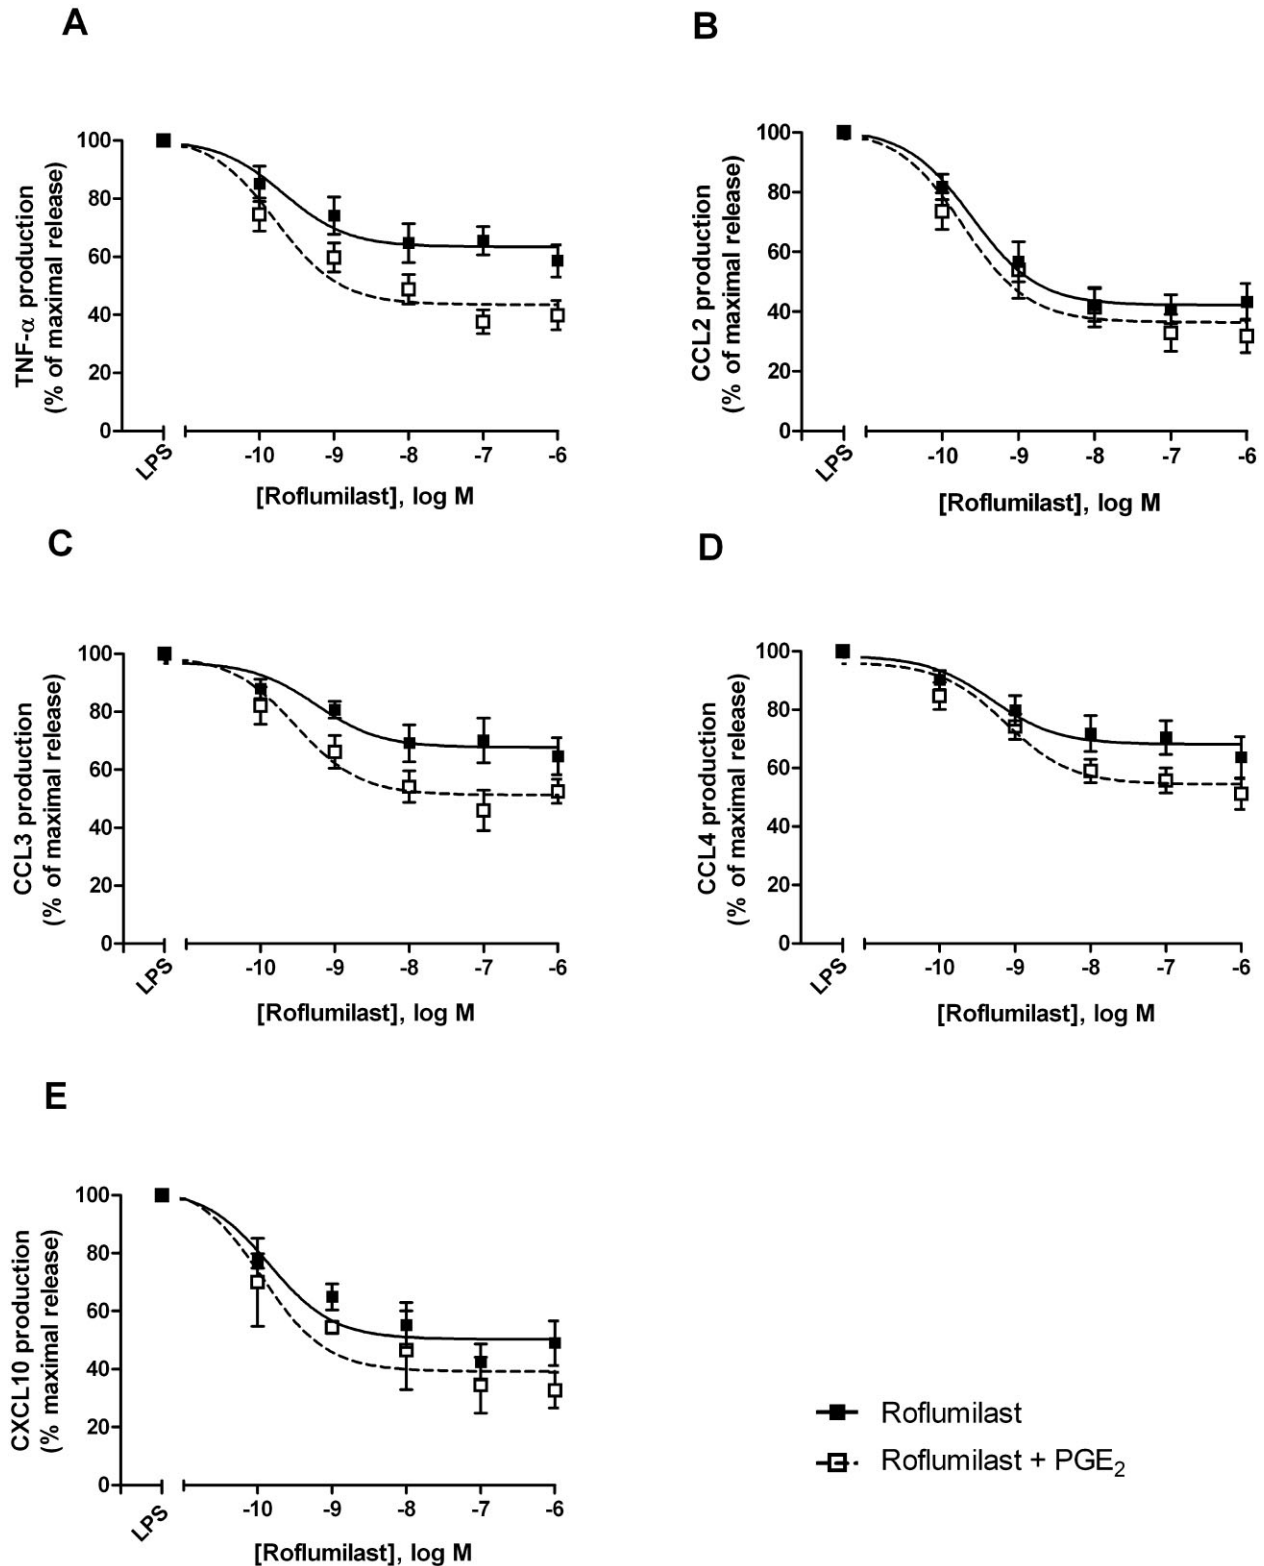 A
TNF-α production
(% of maximal release)
100
80
60
40
20
0
LPS
-10 -9 -8 -7 -6
[Roflumilast], log M
B
CCL2 production
(% of maximal release)
100
80
60
40
20
0
LPS
-10 -9 -8 -7 -6
[Roflumilast], log M
C
CCL3 production
(% of maximal release)
100
80
60
40
20
0
LPS
-10 -9 -8 -7 -6
[Roflumilast], log M
D
CCL4 production
(% of maximal release)
100
80
60
40
20
0
LPS
-10 -9 -8 -7 -6
[Roflumilast], log M
E
CXCL10 production
(% maximal release)
100
80
60
40
20
0
LPS
-10 -9 -8 -7 -6
[Roflumilast], log M
Roflumilast
Roflumilast + PGE₂